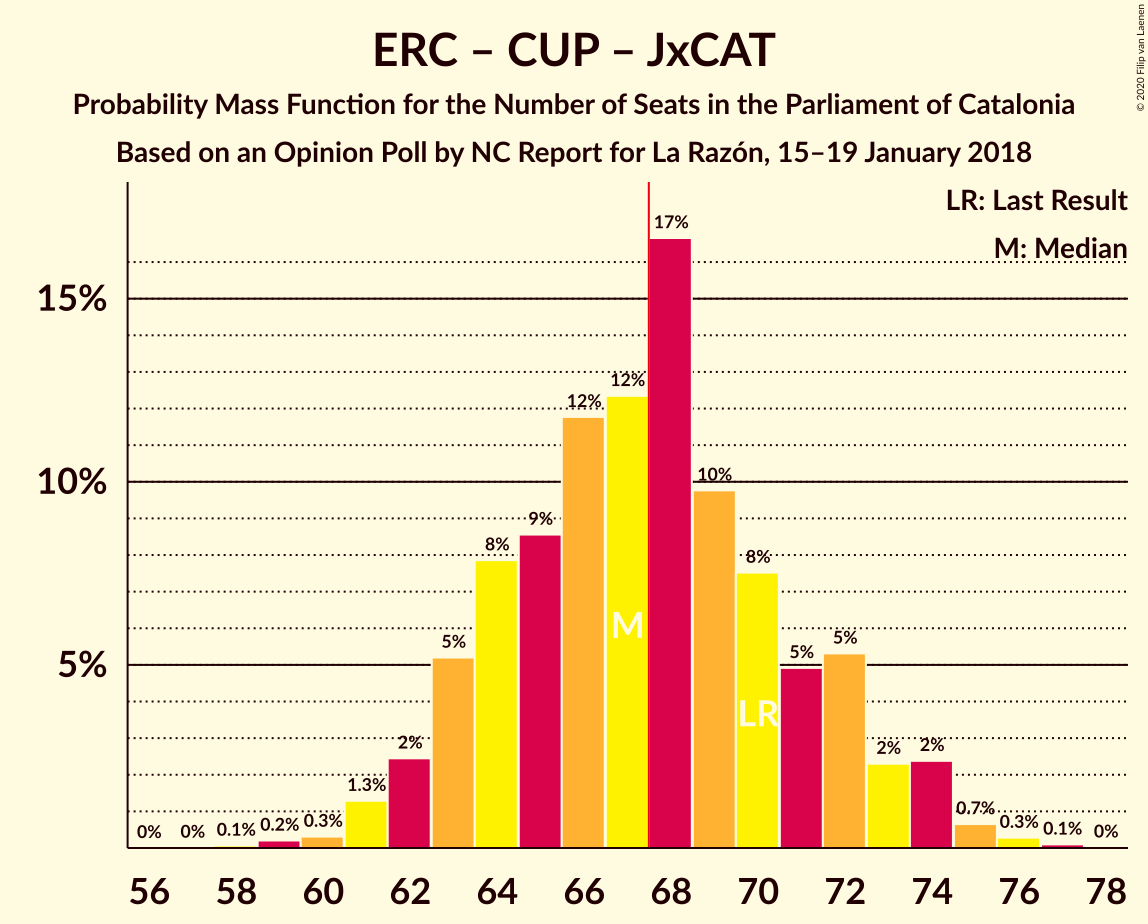 ERC – CUP – JxCAT
Probability Mass Function for the Number of Seats in the Parliament of Catalonia
Based on an Opinion Poll by NC Report for La Razón, 15–19 January 2018
© 2020 Filip van Laenen
LR: Last Result
M: Median
15%
10%
5%
0%
0%
0.1%
0.2%
0.3%
1.3%
2%
5%
8%
9%
12%
12%
17%
10%
8%
5%
5%
2%
2%
0.7%
0.3%
0.1%
0%
M
LR
56 58 60 62 64 66 68 70 72 74 76 78